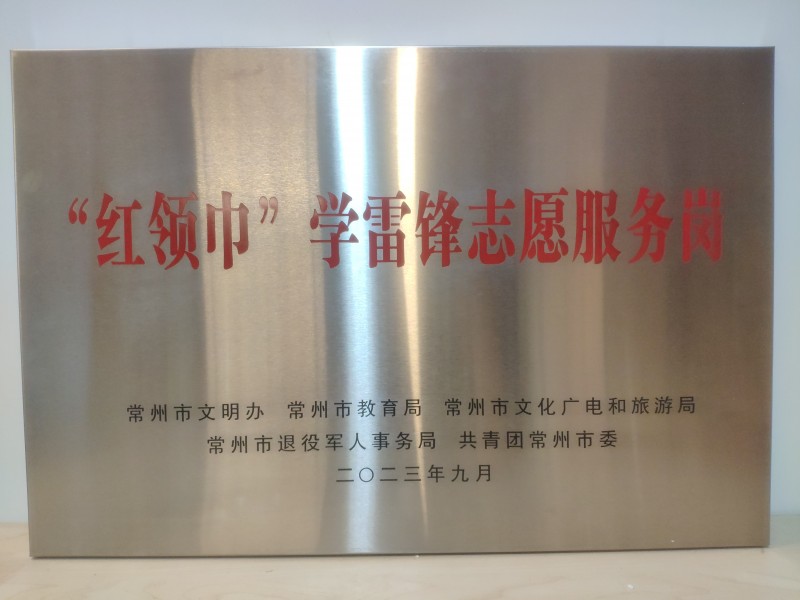 “红领巾”学雷锋志愿服务岗
常州市文明办 常州市教育局 常州市文化广电和旅游局
常州市退役军人事务局 共青团常州市委
二〇二三年九月